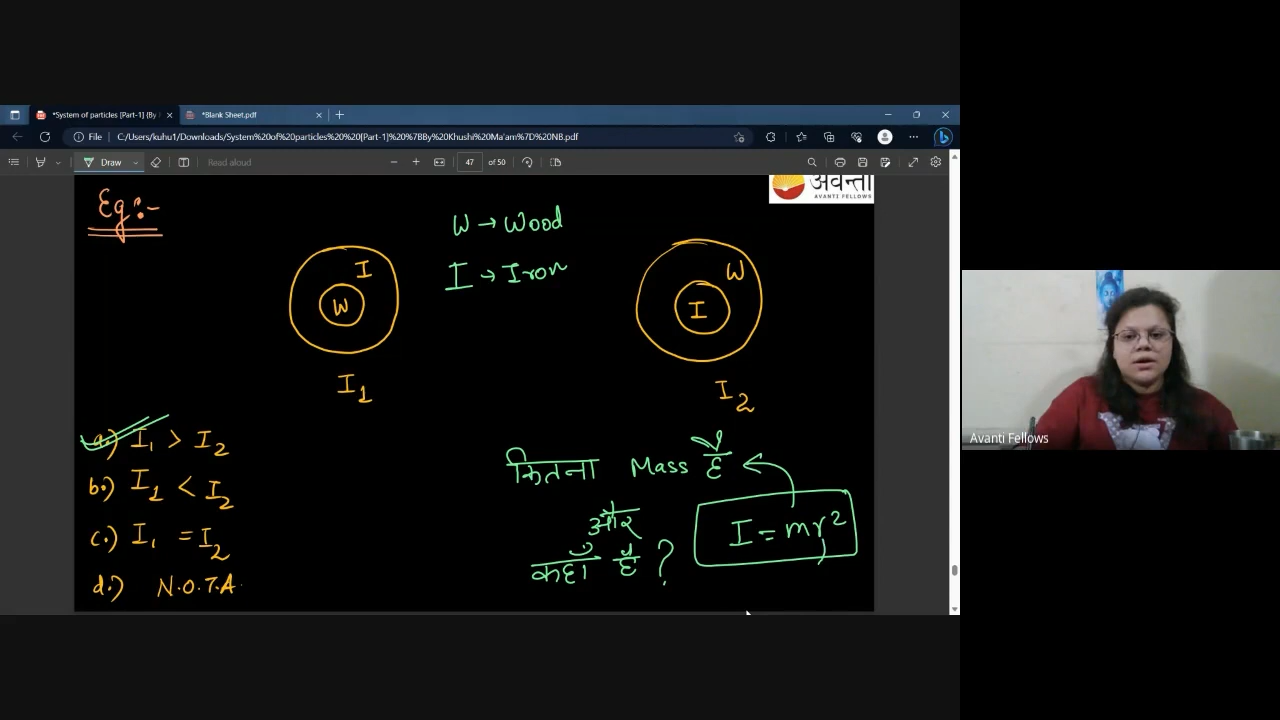 *System of particles [Part-1] (By
*Blank Sheet.pdf
File
C:/Users/kuhu1/Downloads/System%20of%20particles%20%20[Part-1]%20%7BBy%20Khushi%20Ma'am%7D%20NB.pdf
Draw
Read aloud
47 of 50
अवन्ती
AVANTI FELLOWS
Eg:-
W → Wood
I → Iron
I
W
W
I
I1
I2
a.) I1 > I2
b.) I1 < I2
c.) I1 = I2
d.) N.O.T.A.
कितना Mass है
और
कहाँ है ?
I = mr²
Avanti Fellows